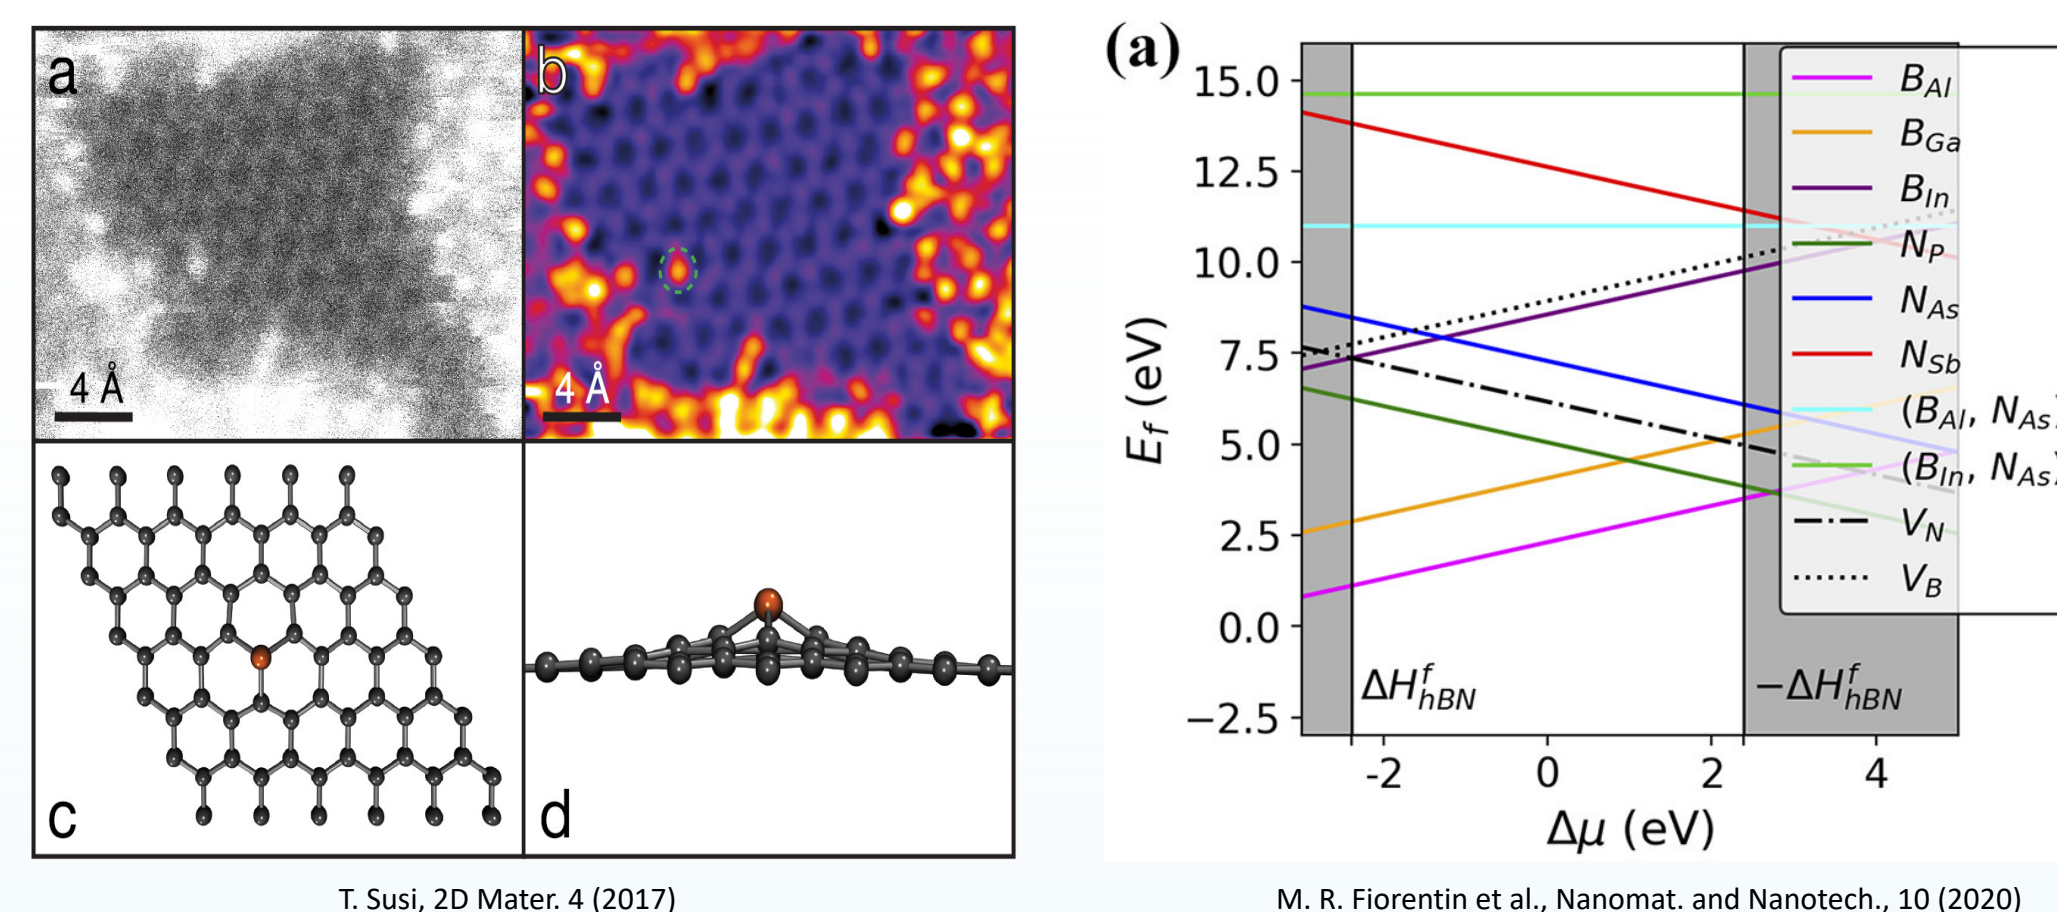 a
b
4 Å
4 Å
c
d
T. Susi, 2D Mater. 4 (2017)
(a)
15.0
12.5
10.0
7.5
5.0
2.5
0.0
−2.5
E_f (eV)
B_Al
B_Ga
B_In
N_P
N_As
N_Sb
(B_Al, N_As)
(B_In, N_As)
V_N
V_B
ΔH^f_hBN
−ΔH^f_hBN
-2 0 2 4
Δμ (eV)
M. R. Fiorentin et al., Nanomat. and Nanotech., 10 (2020)